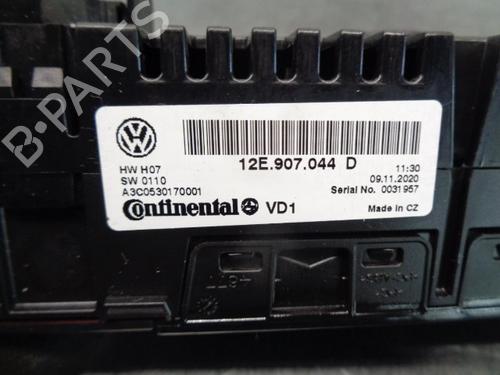 B-PARTS
12E.907.044 D
HW H07
SW 0110
A3C0530170001
11:30
09.11.2020
Serial No. 0031957
Continental VD1
Made in CZ